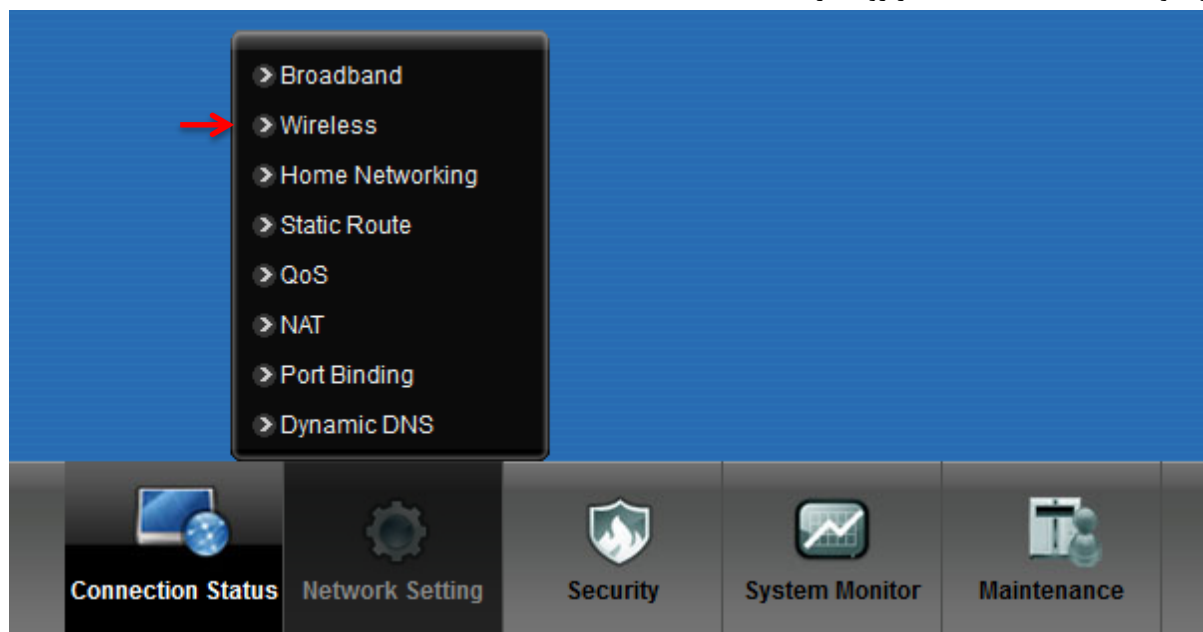 Broadband
Wireless
Home Networking
Static Route
QoS
NAT
Port Binding
Dynamic DNS
Connection Status
Network Setting
Security
System Monitor
Maintenance